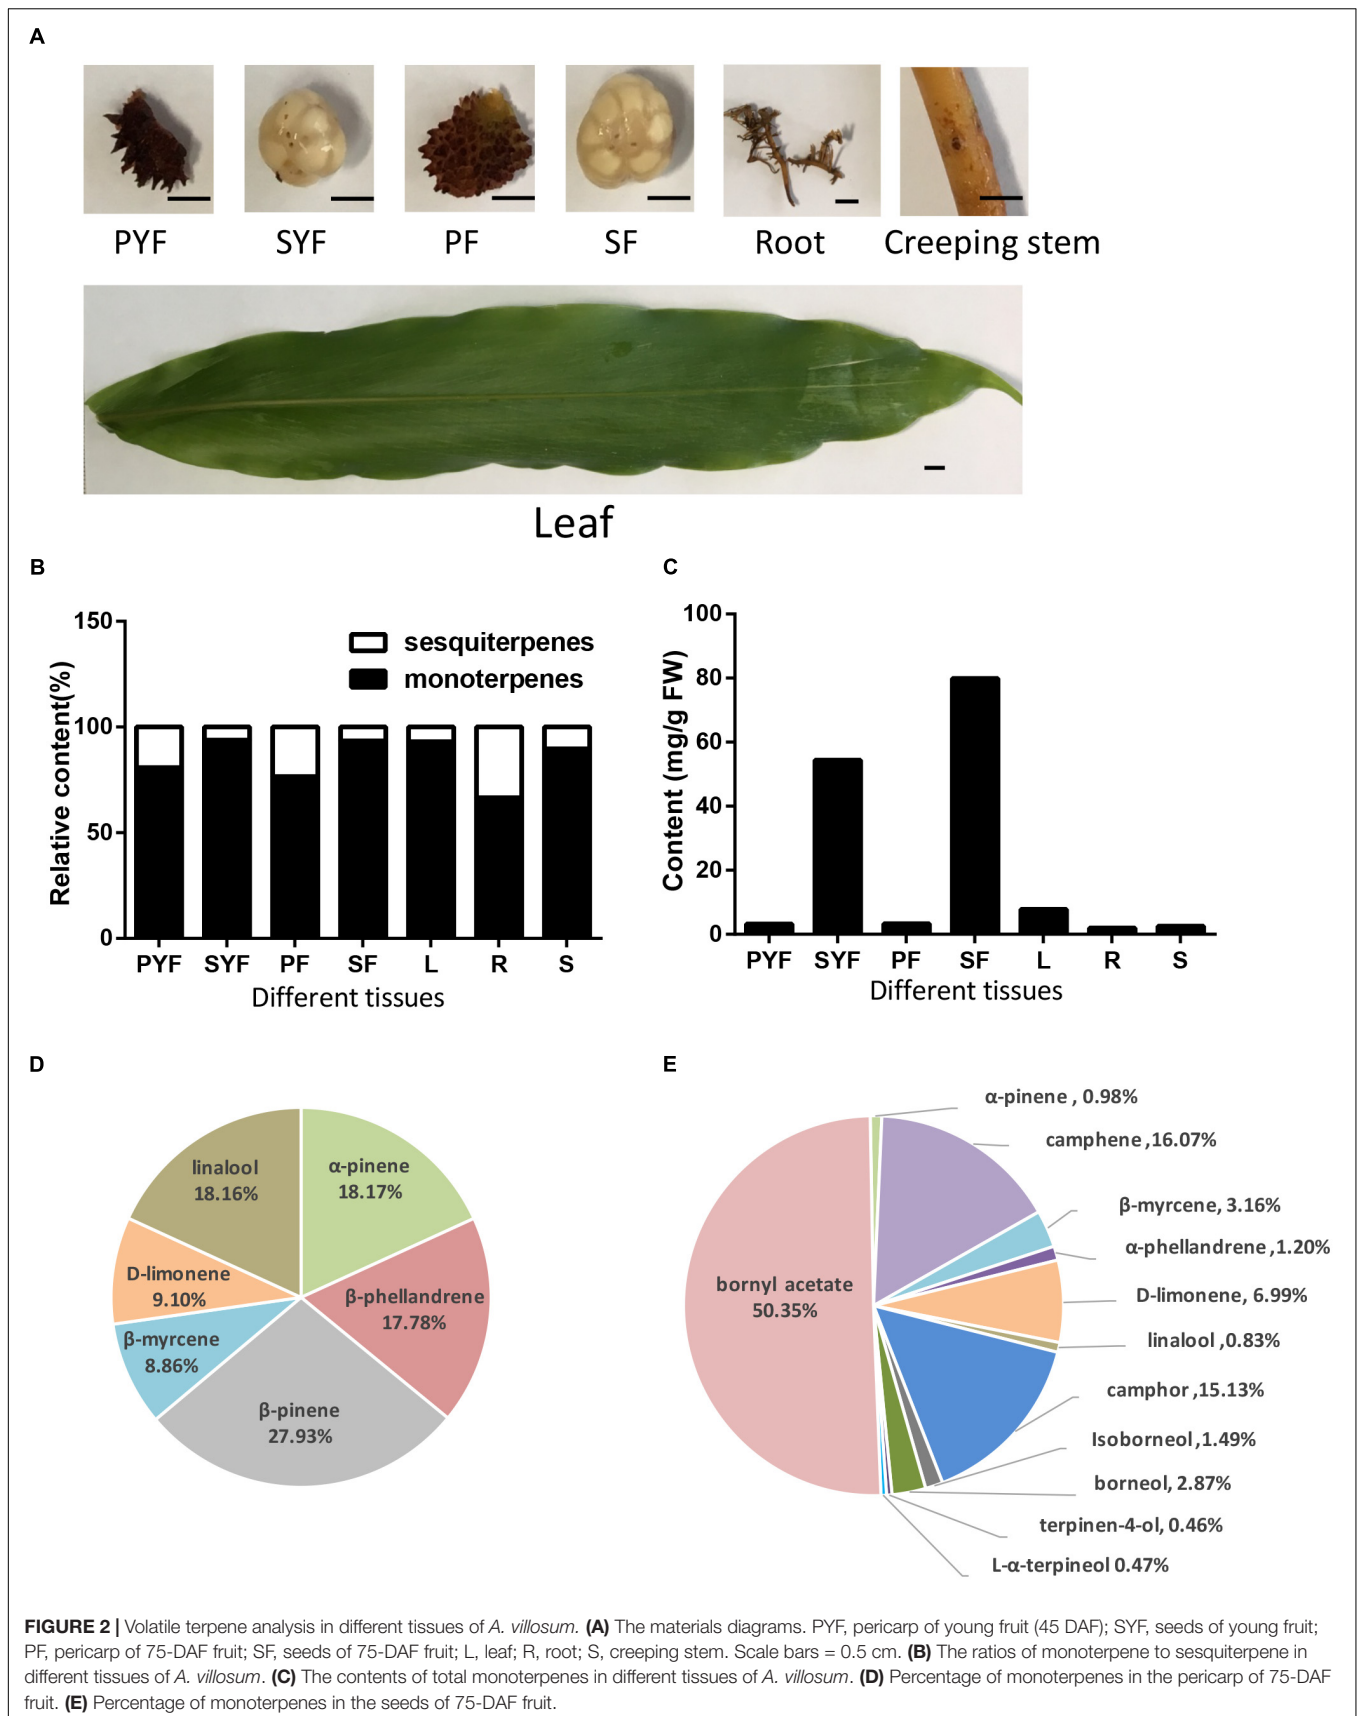 A
PYF
SYF
PF
SF
Root
Creeping stem
Leaf
B
150
100
50
0
Relative content(%)
sesquiterpenes
monoterpenes
PYF SYF PF SF L R S
Different tissues
C
100
80
60
40
20
0
Content (mg/g FW)
PYF SYF PF SF L R S
Different tissues
D
linalool
18.16%
α-pinene
18.17%
D-limonene
9.10%
β-phellandrene
17.78%
β-myrcene
8.86%
β-pinene
27.93%
E
α-pinene , 0.98%
camphene ,16.07%
β-myrcene, 3.16%
α-phellandrene ,1.20%
D-limonene, 6.99%
linalool ,0.83%
camphor ,15.13%
Isoborneol ,1.49%
borneol, 2.87%
terpinen-4-ol, 0.46%
L-α-terpineol 0.47%
bornyl acetate
50.35%
FIGURE 2 | Volatile terpene analysis in different tissues of A. villosum. (A) The materials diagrams. PYF, pericarp of young fruit (45 DAF); SYF, seeds of young fruit;
PF, pericarp of 75-DAF fruit; SF, seeds of 75-DAF fruit; L, leaf; R, root; S, creeping stem. Scale bars = 0.5 cm. (B) The ratios of monoterpene to sesquiterpene in
different tissues of A. villosum. (C) The contents of total monoterpenes in different tissues of A. villosum. (D) Percentage of monoterpenes in the pericarp of 75-DAF
fruit. (E) Percentage of monoterpenes in the seeds of 75-DAF fruit.